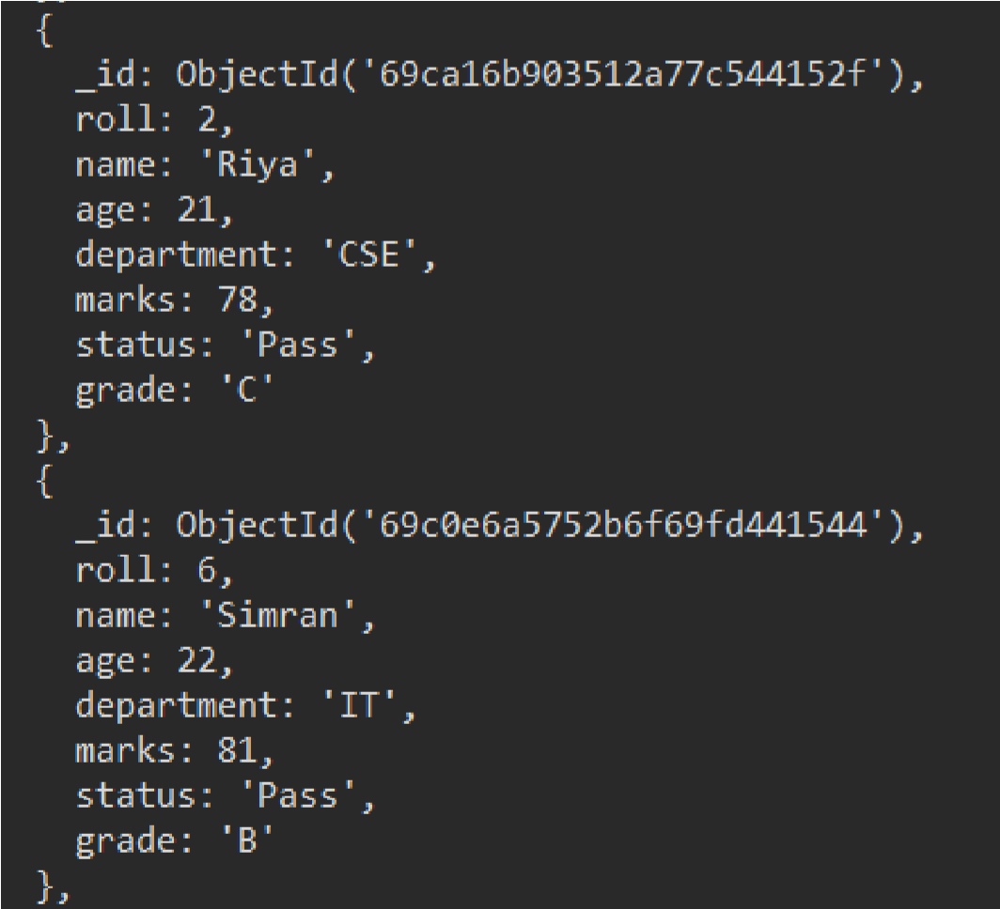 {
_id: ObjectId('69ca16b903512a77c544152f'),
roll: 2,
name: 'Riya',
age: 21,
department: 'CSE',
marks: 78,
status: 'Pass',
grade: 'C'
},
{
_id: ObjectId('69c0e6a5752b6f69fd441544'),
roll: 6,
name: 'Simran',
age: 22,
department: 'IT',
marks: 81,
status: 'Pass',
grade: 'B'
},